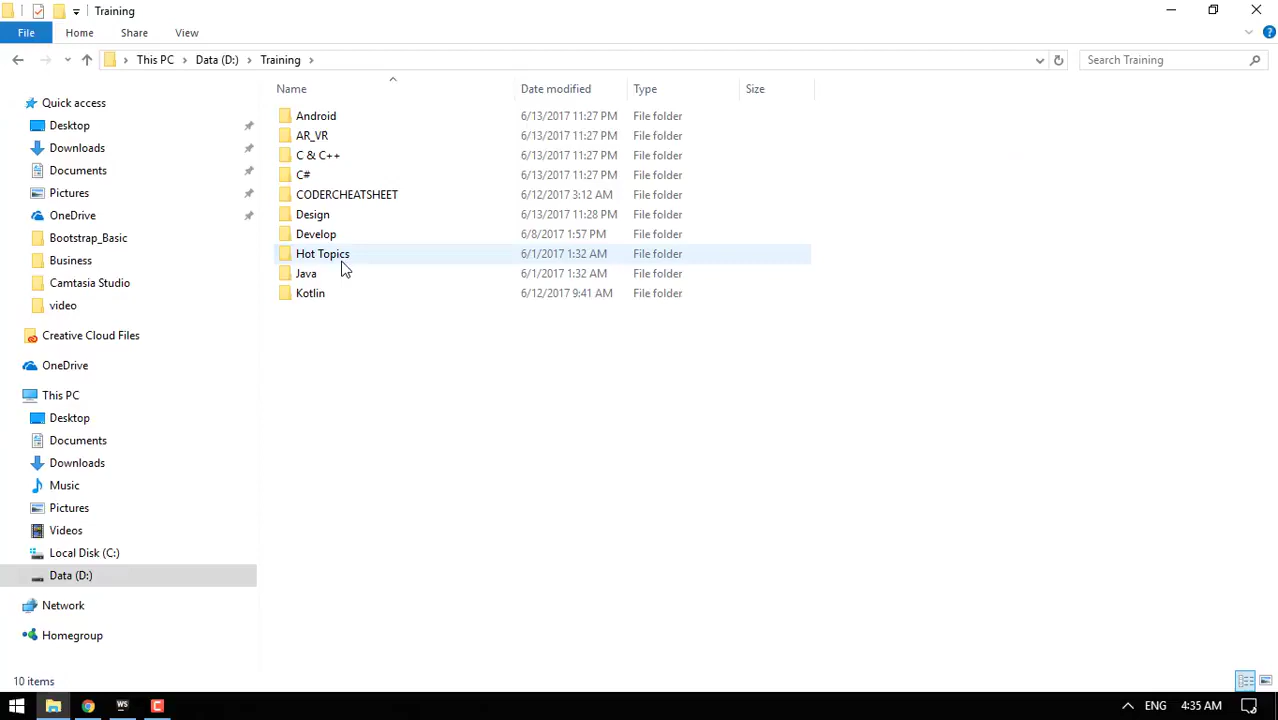 Training
File Home Share View
This PC Data (D:) Training Search Training
Name Date modified Type Size
Quick access
Desktop
Downloads
Documents
Pictures
OneDrive
Bootstrap_Basic
Business
Camtasia Studio
video
Creative Cloud Files
OneDrive
This PC
Desktop
Documents
Downloads
Music
Pictures
Videos
Local Disk (C:)
Data (D:)
Network
Homegroup
Android 6/13/2017 11:27 PM File folder
AR_VR 6/13/2017 11:27 PM File folder
C & C++ 6/13/2017 11:27 PM File folder
C# 6/13/2017 11:27 PM File folder
CODERCHEATSHEET 6/12/2017 3:12 AM File folder
Design 6/13/2017 11:28 PM File folder
Develop 6/8/2017 1:57 PM File folder
Hot Topics 6/1/2017 1:32 AM File folder
Java 6/1/2017 1:32 AM File folder
Kotlin 6/12/2017 9:41 AM File folder
10 items
WS C ENG 4:35 AM